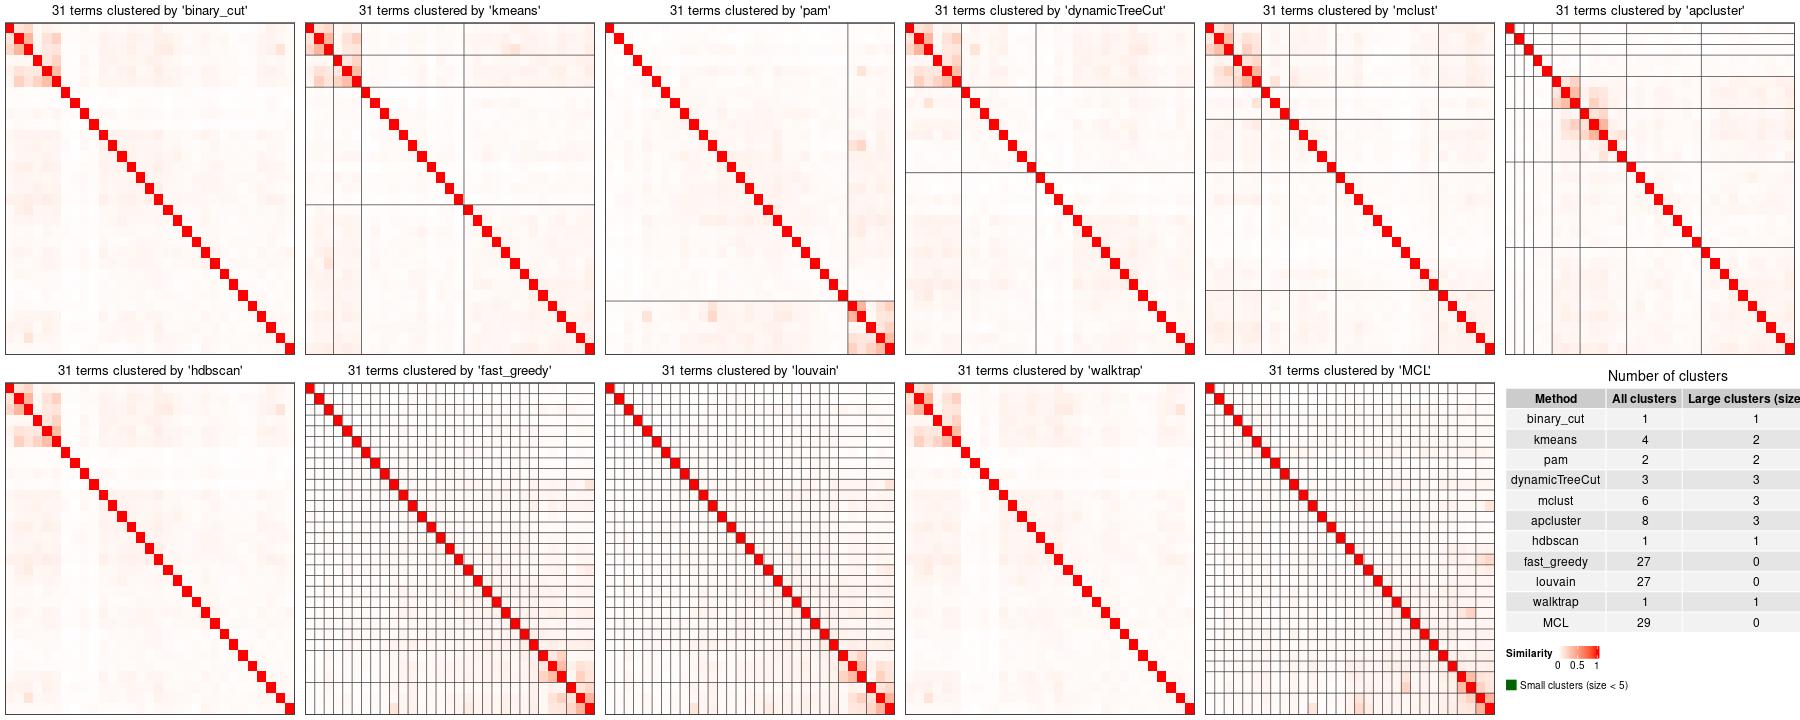 31 terms clustered by 'binary_cut'
31 terms clustered by 'kmeans'
31 terms clustered by 'pam'
31 terms clustered by 'dynamicTreeCut'
31 terms clustered by 'mclust'
31 terms clustered by 'apcluster'
31 terms clustered by 'hdbscan'
31 terms clustered by 'fast_greedy'
31 terms clustered by 'louvain'
31 terms clustered by 'walktrap'
31 terms clustered by 'MCL'
Number of clusters
Method All clusters Large clusters (size
binary_cut 1 1
kmeans 4 2
pam 2 2
dynamicTreeCut 3 3
mclust 6 3
apcluster 8 3
hdbscan 1 1
fast_greedy 27 0
louvain 27 0
walktrap 1 1
MCL 29 0
Similarity
0 0.5 1
Small clusters (size < 5)